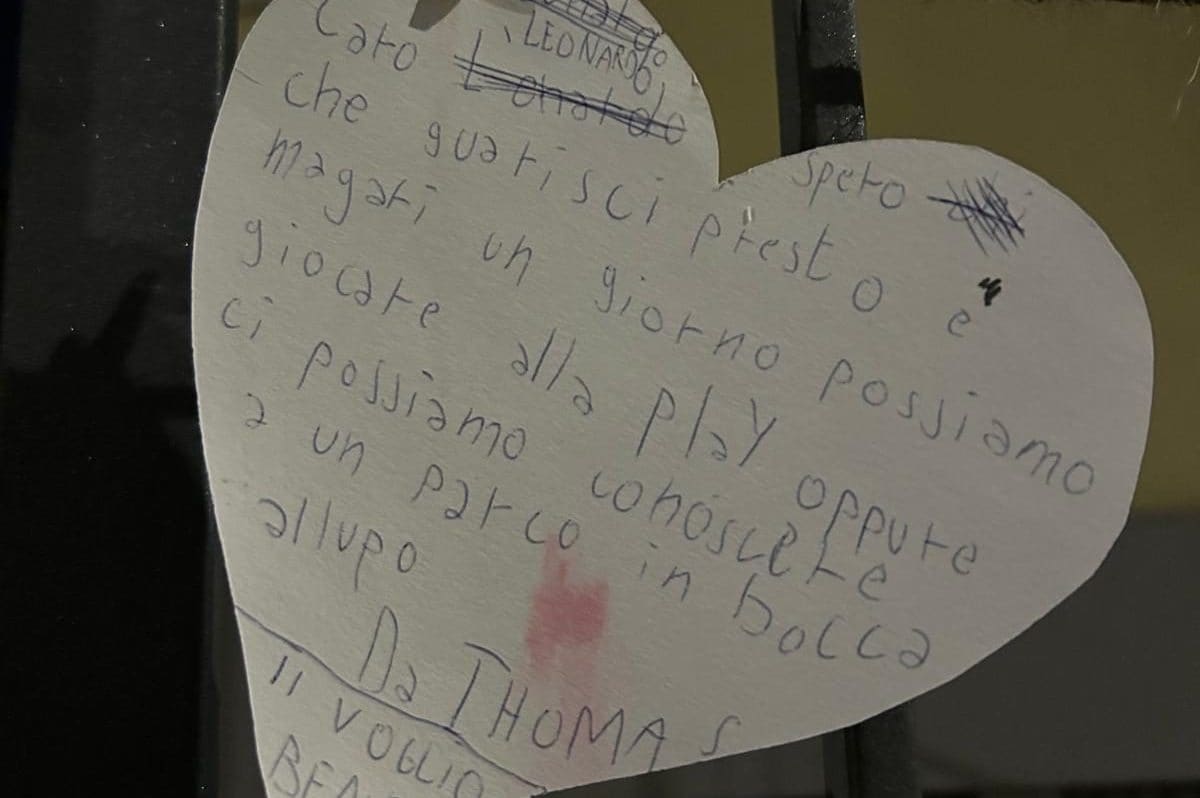 Caro LEONARDO, spero
che guarisci presto e
magari un giorno possiamo
giocare alla play oppure
ci possiamo conoscere
a un parco in bocca
allupo
Da THOMAS
Ti VOGLIO